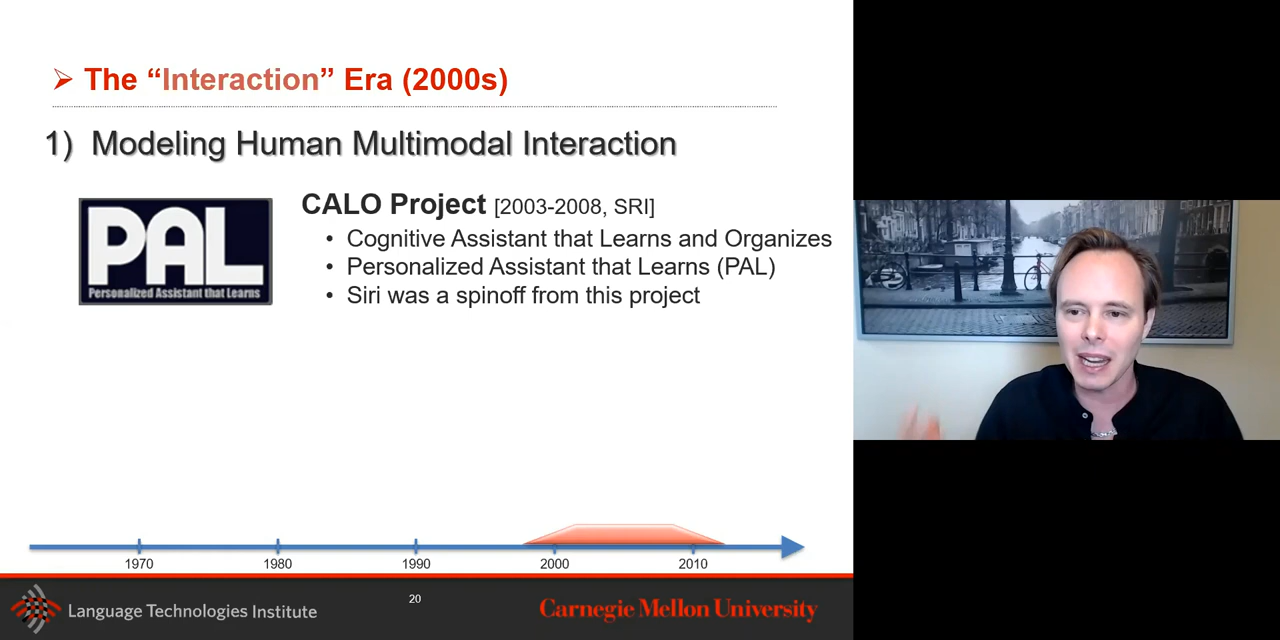 ➢ The “Interaction” Era (2000s)
1) Modeling Human Multimodal Interaction
PAL
Personalized Assistant that Learns
CALO Project [2003-2008, SRI]
• Cognitive Assistant that Learns and Organizes
• Personalized Assistant that Learns (PAL)
• Siri was a spinoff from this project
1970 1980 1990 2000 2010
Language Technologies Institute
20
Carnegie Mellon University